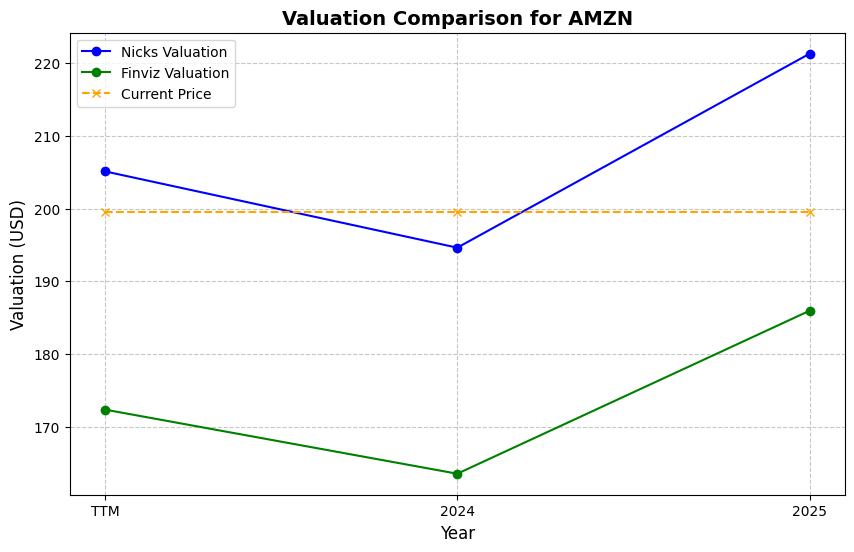 Valuation Comparison for AMZN
Nicks Valuation
Finviz Valuation
Current Price
Valuation (USD)
220
210
200
190
180
170
TTM
2024
2025
Year